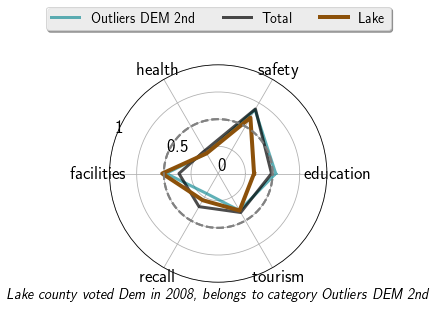 Outliers DEM 2nd Total Lake
health safety
1
0.5
0
facilities education
recall tourism
Lake county voted Dem in 2008, belongs to category Outliers DEM 2nd